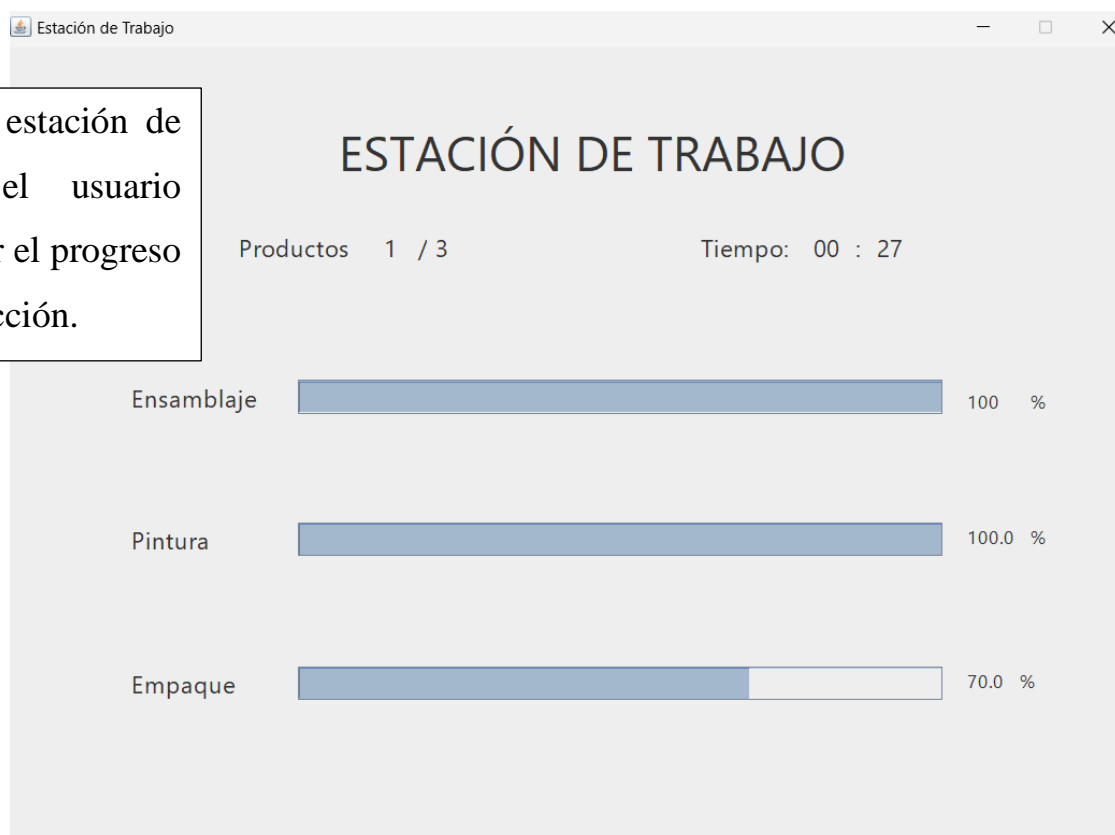 Estación de Trabajo
estación de
el usuario
el progreso
ESTACIÓN DE TRABAJO
Productos 1 / 3
Tiempo: 00 : 27
Ensamblaje 100 %
Pintura 100.0 %
Empaque 70.0 %